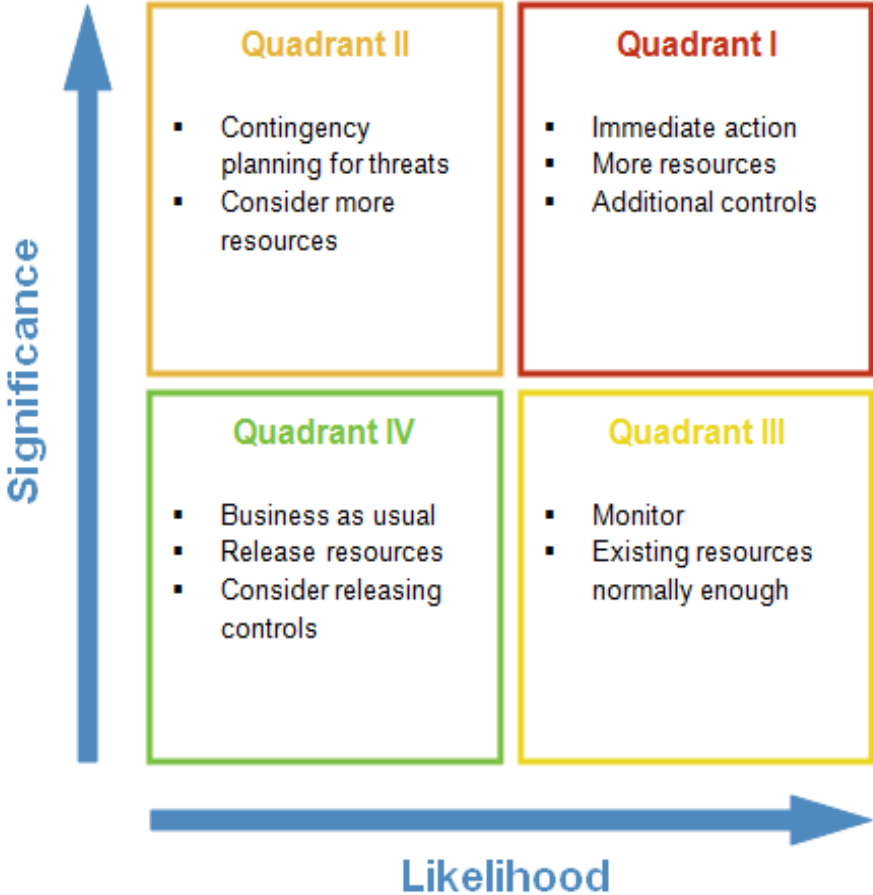 Quadrant II
▪ Contingency
planning for threats
▪ Consider more
resources
Quadrant I
▪ Immediate action
▪ More resources
▪ Additional controls
Significance
Quadrant IV
▪ Business as usual
▪ Release resources
▪ Consider releasing
controls
Quadrant III
▪ Monitor
▪ Existing resources
normally enough
Likelihood